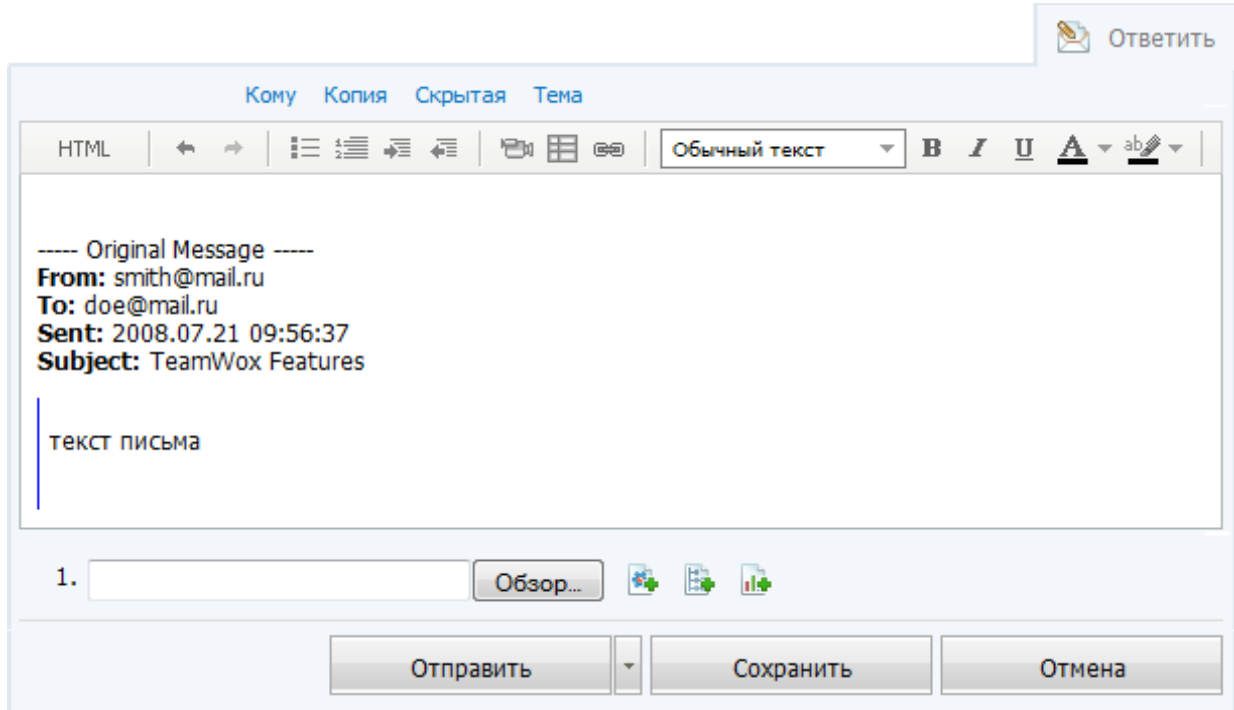 Ответить
Кому Копия Скрытая Тема
HTML Обычный текст B I U A ab
----- Original Message -----
From: smith@mail.ru
To: doe@mail.ru
Sent: 2008.07.21 09:56:37
Subject: TeamWox Features
текст письма
1. Обзор...
Отправить Сохранить Отмена